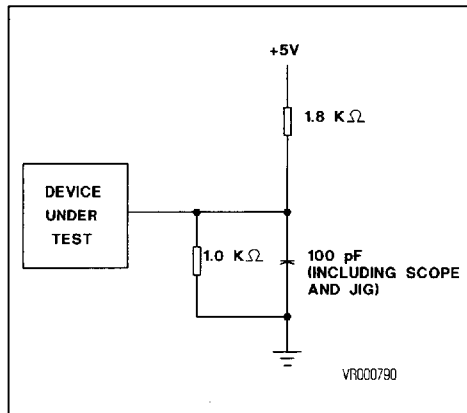 +5V
1.8 KΩ
DEVICE
UNDER
TEST
1.0 KΩ
100 pF
(INCLUDING SCOPE
AND JIG)
VR000790